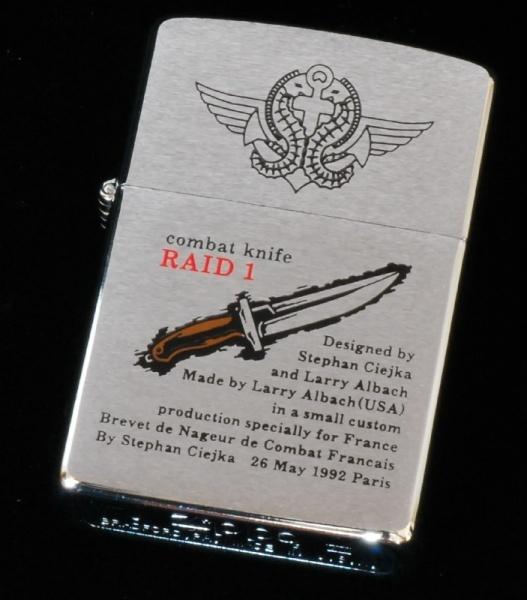 combat knife
RAID 1
Designed by
Stephan Ciejka
and Larry Albach
Made by Larry Albach(USA)
in a small custom
production specially for France
Brevet de Nageur de Combat Francais
By Stephan Ciejka 26 May 1992 Paris